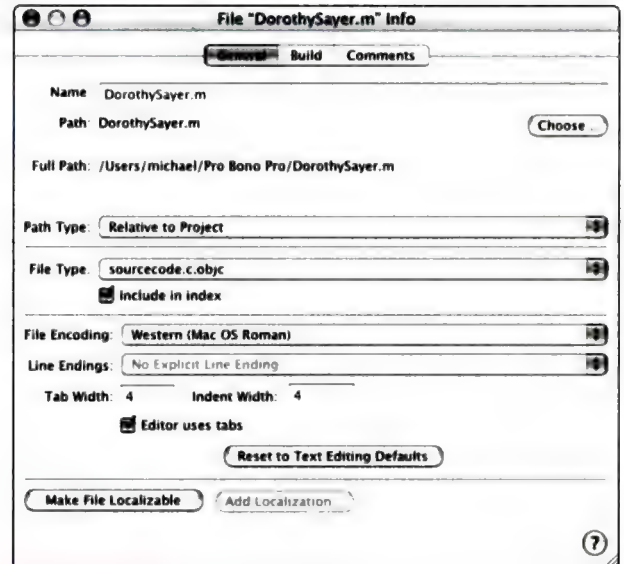 File "DorothySayer.m" Info
General Build Comments
Name DorothySayer.m
Path: DorothySayer.m
Choose...
Full Path: /Users/michael/Pro Bono Pro/DorothySayer.m
Path Type: Relative to Project
File Type: sourcecode.c.objc
Include in index
File Encoding: Western (Mac OS Roman)
Line Endings: No Explicit Line Ending
Tab Width: 4 Indent Width: 4
Editor uses tabs
Reset to Text Editing Defaults
Make File Localizable Add Localization...
?